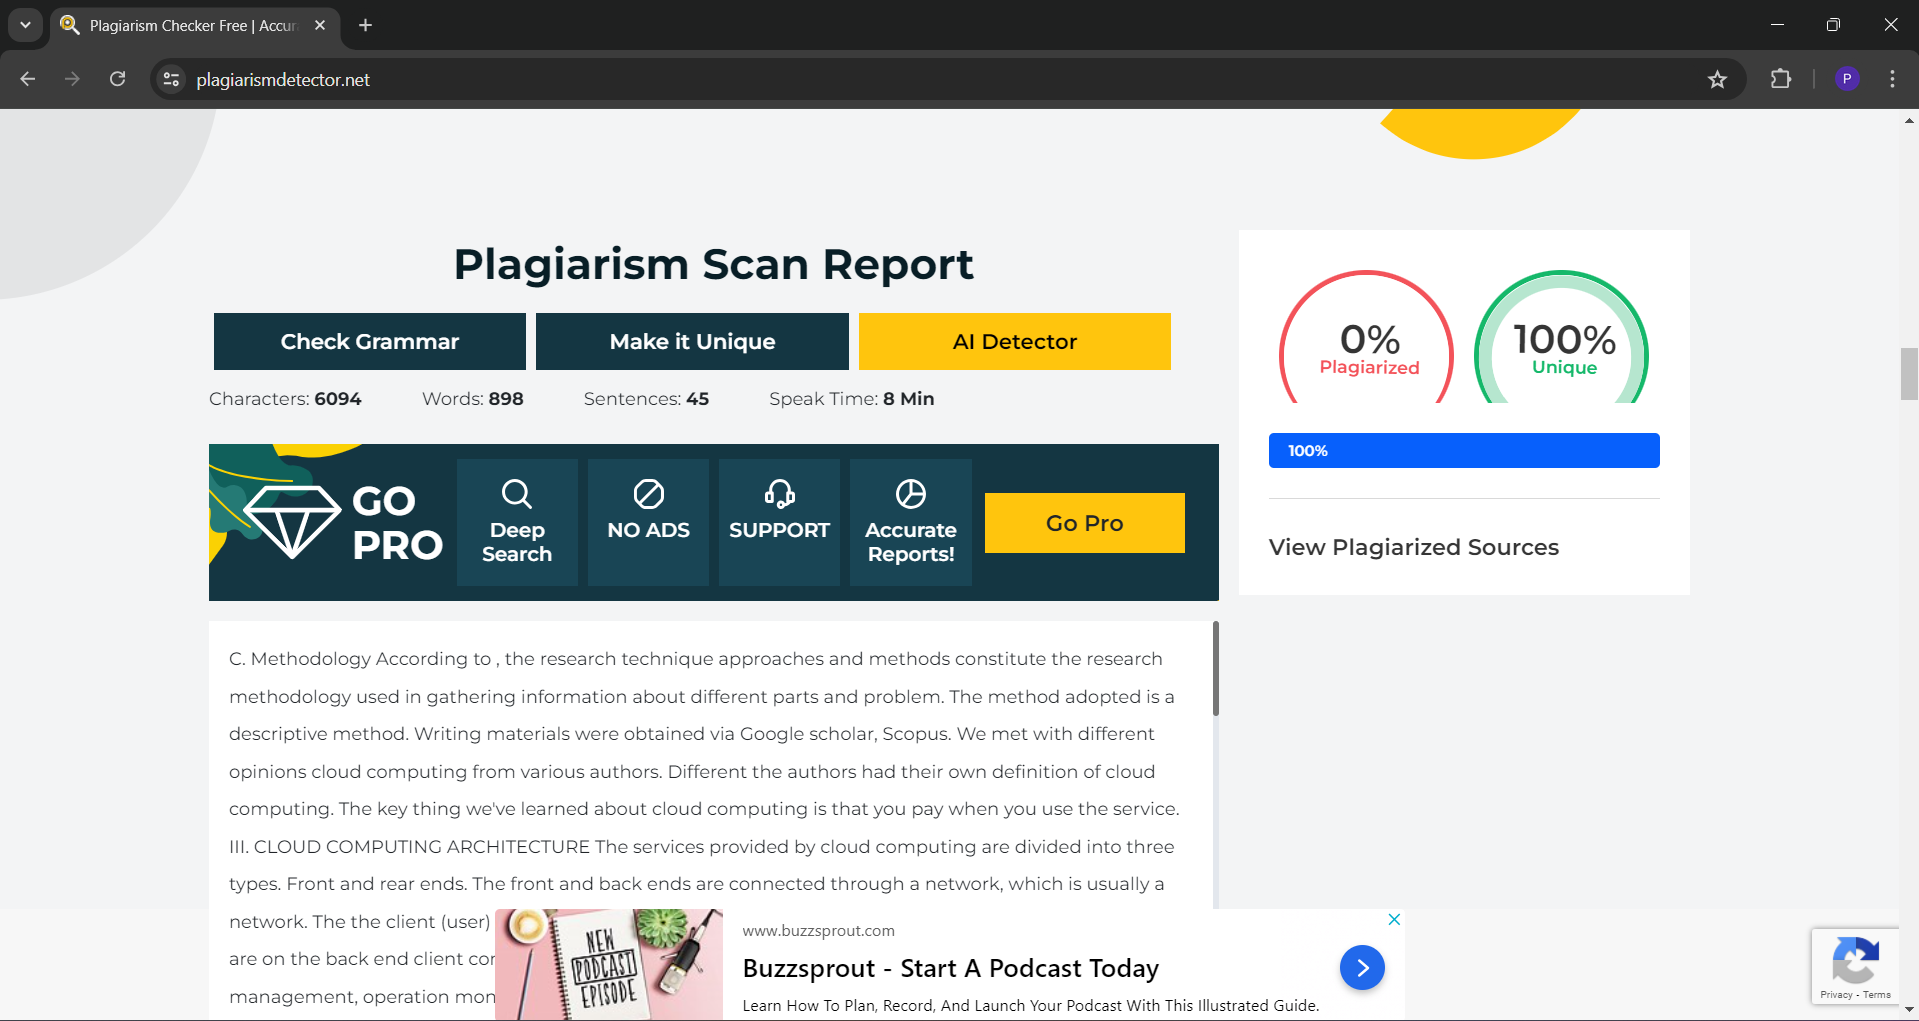 Plagiarism Checker Free | Accur
plagiarismdetector.net
P
Plagiarism Scan Report
Check Grammar
Make it Unique
AI Detector
Characters: 6094 Words: 898 Sentences: 45 Speak Time: 8 Min
0%
Plagiarized
100%
Unique
100%
View Plagiarized Sources
GO
PRO
Deep
Search
NO ADS
SUPPORT
Accurate
Reports!
Go Pro
C. Methodology According to , the research technique approaches and methods constitute the research
methodology used in gathering information about different parts and problem. The method adopted is a
descriptive method. Writing materials were obtained via Google scholar, Scopus. We met with different
opinions cloud computing from various authors. Different the authors had their own definition of cloud
computing. The key thing we've learned about cloud computing is that you pay when you use the service.
III. CLOUD COMPUTING ARCHITECTURE The services provided by cloud computing are divided into three
types. Front and rear ends. The front and back ends are connected through a network, which is usually a
network. The the client (user)
are on the back end client cor
management, operation mon
NEW
PODCAST
EPISODE
www.buzzsprout.com
Buzzsprout - Start A Podcast Today
Learn How To Plan, Record, And Launch Your Podcast With This Illustrated Guide.
Privacy - Terms